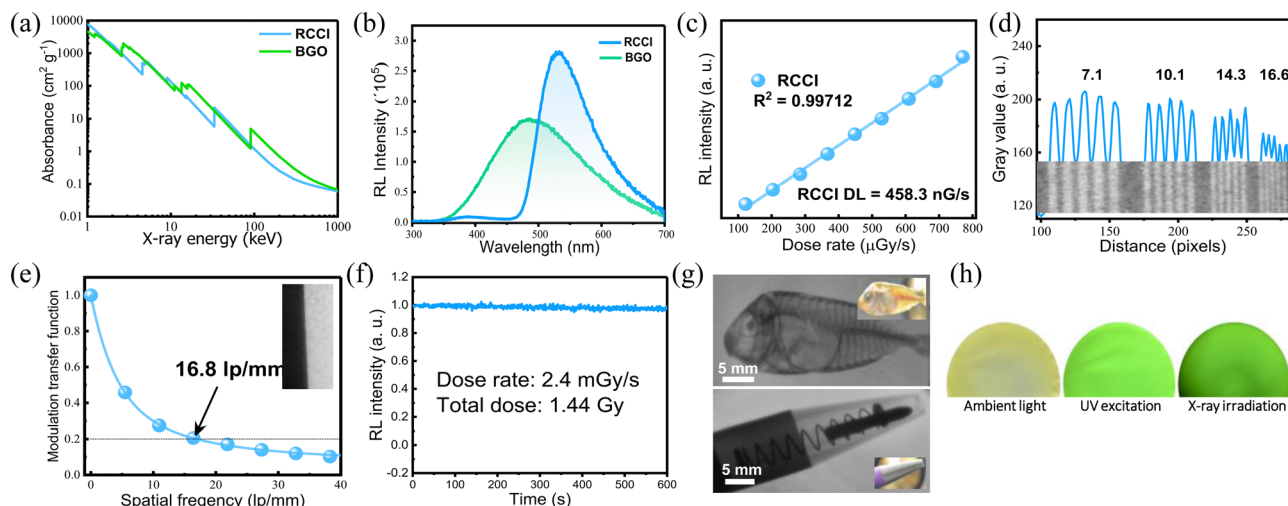 (a)
10000
1000
100
10
1
0.1
0.01
Absorbance (cm² g⁻¹)
RCCI
BGO
1 10 100 1000
X-ray energy (keV)
(b)
3.0
2.5
2.0
1.5
1.0
0.5
0.0
RL Intensity (´10⁵)
RCCI
BGO
300 400 500 600 700
Wavelength (nm)
(c)
RL intensity (a. u.)
RCCI
R² = 0.99712
RCCI DL = 458.3 nG/s
0 100 200 300 400 500 600 700 800
Dose rate (μGy/s)
(d)
240
200
160
120
Gray value (a. u.)
7.1 10.1 14.3 16.6
100 150 200 250
Distance (pixels)
(e)
1.0
0.8
0.6
0.4
0.2
0.0
Modulation transfer function
16.8 lp/mm
0 10 20 30 40
Spatial freqency (lp/mm)
(f)
1.2
1.0
0.8
0.6
0.4
0.2
0.0
-0.2
RL intensity (a. u.)
Dose rate: 2.4 mGy/s
Total dose: 1.44 Gy
0 100 200 300 400 500 600
Time (s)
(g)
5 mm
5 mm
(h)
Ambient light
UV excitation
X-ray irradiation